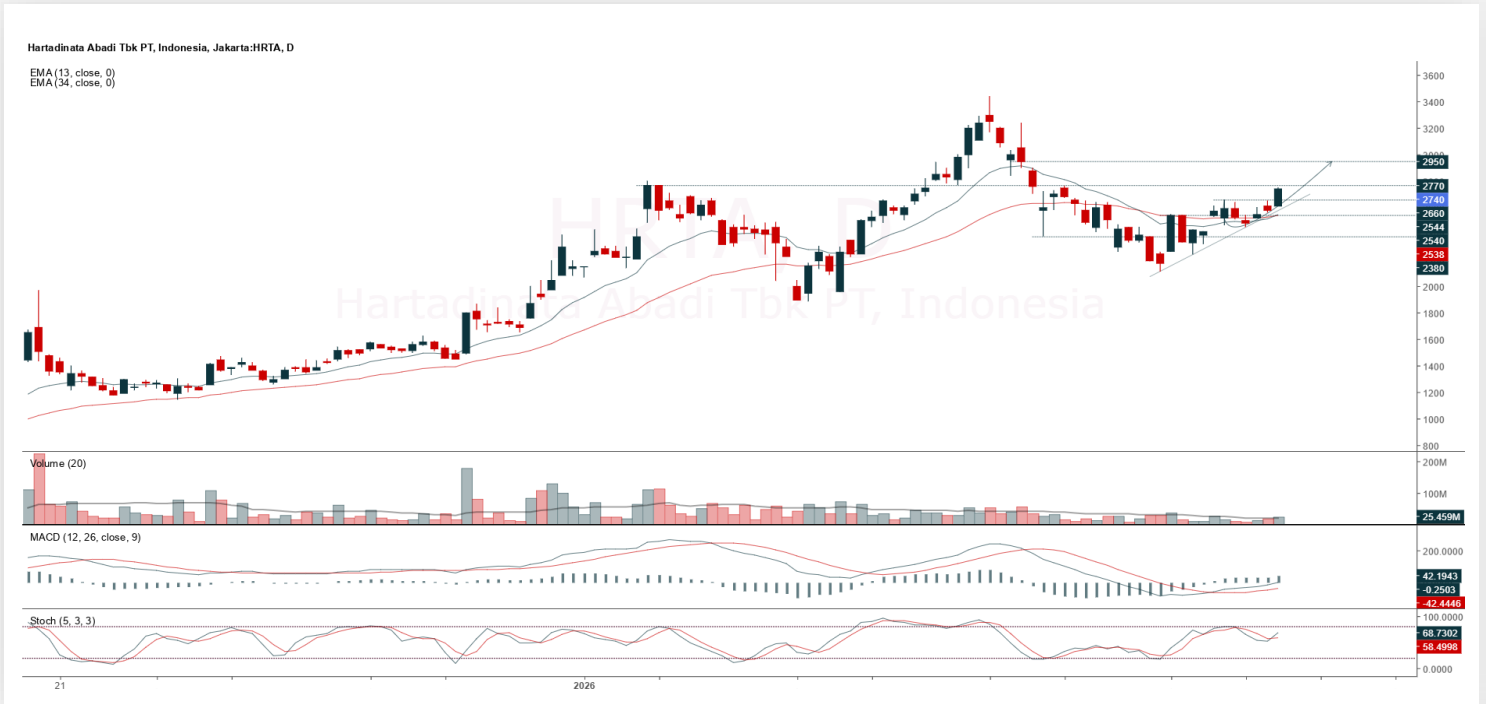 Hartadinata Abadi Tbk PT, Indonesia, Jakarta:HRTA, D
EMA (13, close, 0)
EMA (34, close, 0)
HRTA, D
Hartadinata Abadi Tbk PT, Indonesia
3600
3400
3200
2950
2770
2740
2660
2544
2540
2538
2380
2000
1800
1600
1400
1200
1000
800
Volume (20)
200M
100M
25.459M
MACD (12, 26, close, 9)
200.0000
42.1943
-0.2503
-42.4446
Stoch (5, 3, 3)
100.0000
68.7302
58.4998
0.0000
21
2026